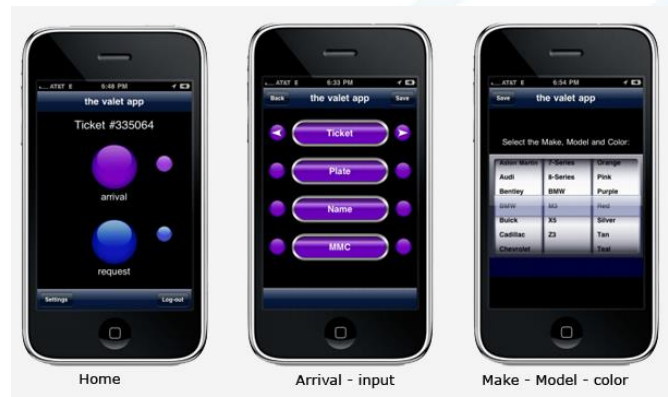 AT&T E 6:48 PM
the valet app
Ticket #335064
arrival
request
Settings Log-out
Home
AT&T E 6:33 PM
Back the valet app Save
Ticket
Plate
Name
MMC
Arrival - input
AT&T E 6:54 PM
Save the valet app
Select the Make, Model and Color:
Aston Martin 7-Series Orange
Audi 8-Series Pink
Bentley BMW Purple
BMW M3 Red
Buick X5 Silver
Cadillac Z3 Tan
Chevrolet Teal
Make - Model - color